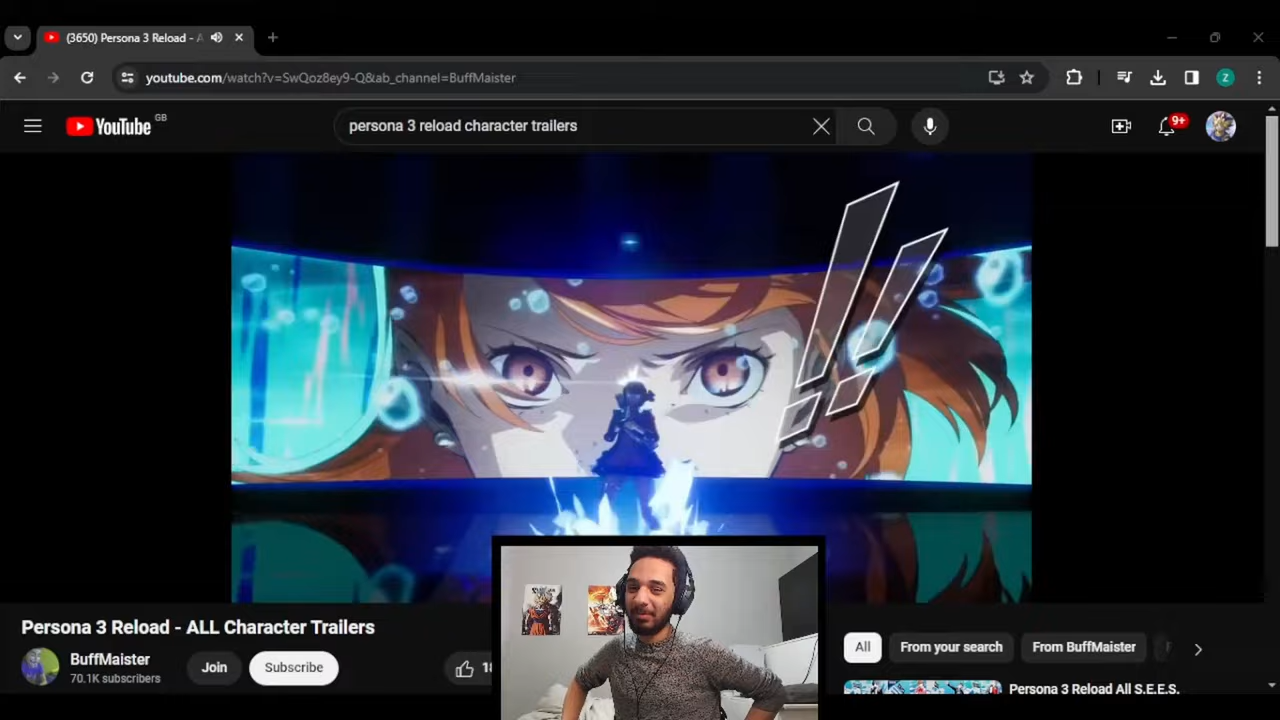 (3650) Persona 3 Reload - A
youtube.com/watch?v=SwQoz8ey9-Q&ab_channel=BuffMaister
Z
YouTube GB
persona 3 reload character trailers
9+
!!
Persona 3 Reload - ALL Character Trailers
BuffMaister
70.1K subscribers
Join
Subscribe
All
From your search
From BuffMaister
Persona 3 Reload All S.E.E.S.